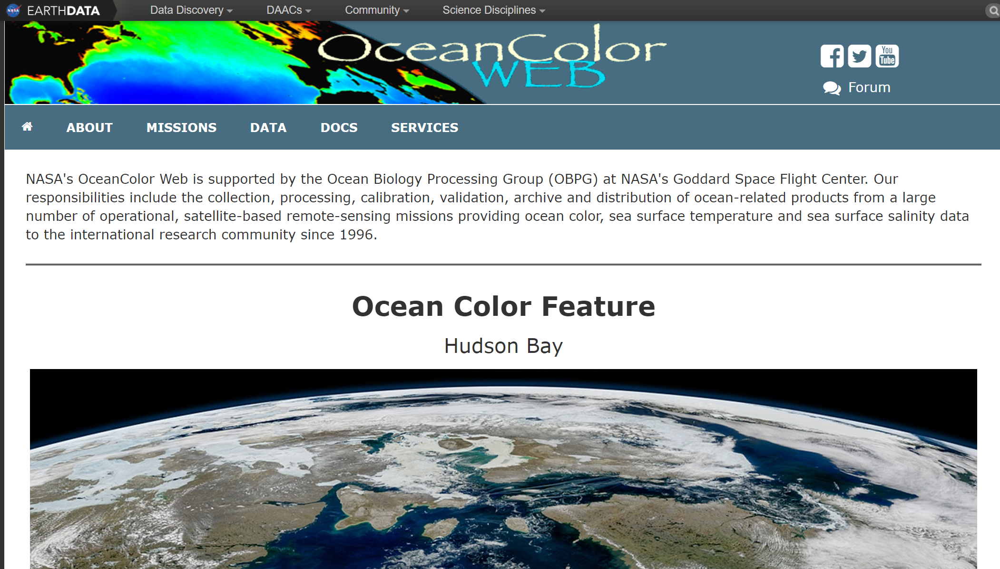 NASA EARTHDATA Data Discovery DAACs Community Science Disciplines
OceanColor
WEB
You
Tube
Forum
ABOUT MISSIONS DATA DOCS SERVICES
NASA's OceanColor Web is supported by the Ocean Biology Processing Group (OBPG) at NASA's Goddard Space Flight Center. Our
responsibilities include the collection, processing, calibration, validation, archive and distribution of ocean-related products from a large
number of operational, satellite-based remote-sensing missions providing ocean color, sea surface temperature and sea surface salinity data
to the international research community since 1996.
Ocean Color Feature
Hudson Bay